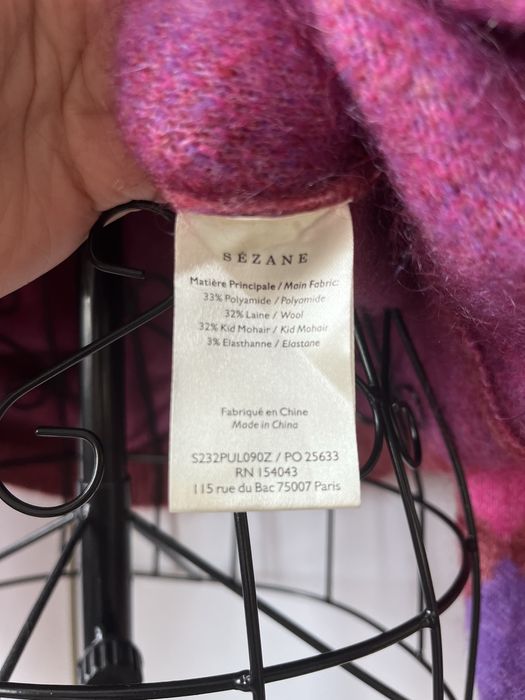 SÉZANE
Matière Principale / Main Fabric:
33% Polyamide / Polyamide
32% Laine / Wool
32% Kid Mohair / Kid Mohair
3% Elasthanne / Elastane
Fabriqué en Chine
Made in China
S232PUL090Z / PO 25633
RN 154043
115 rue du Bac 75007 Paris